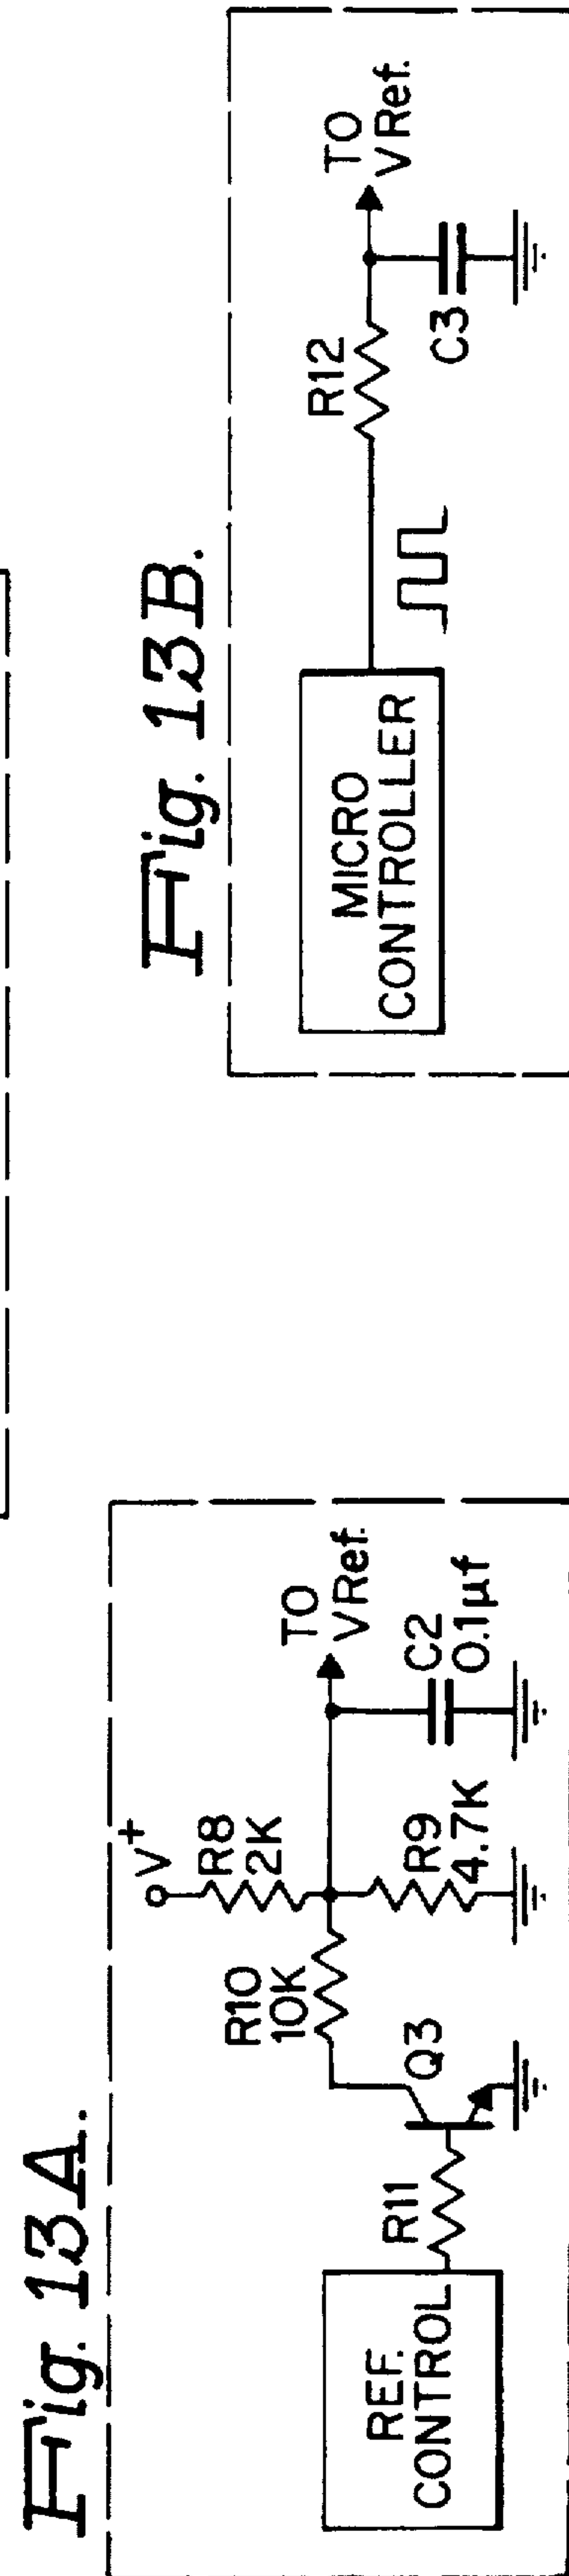 Fig. 13A.
REF.
CONTROL
R11
Q3
R10
10K
V+
R8
2K
R9
4.7K
TO
VRef.
C2
0.1µf
Fig. 13B.
MICRO
CONTROLLER
R12
TO
VRef.
C3